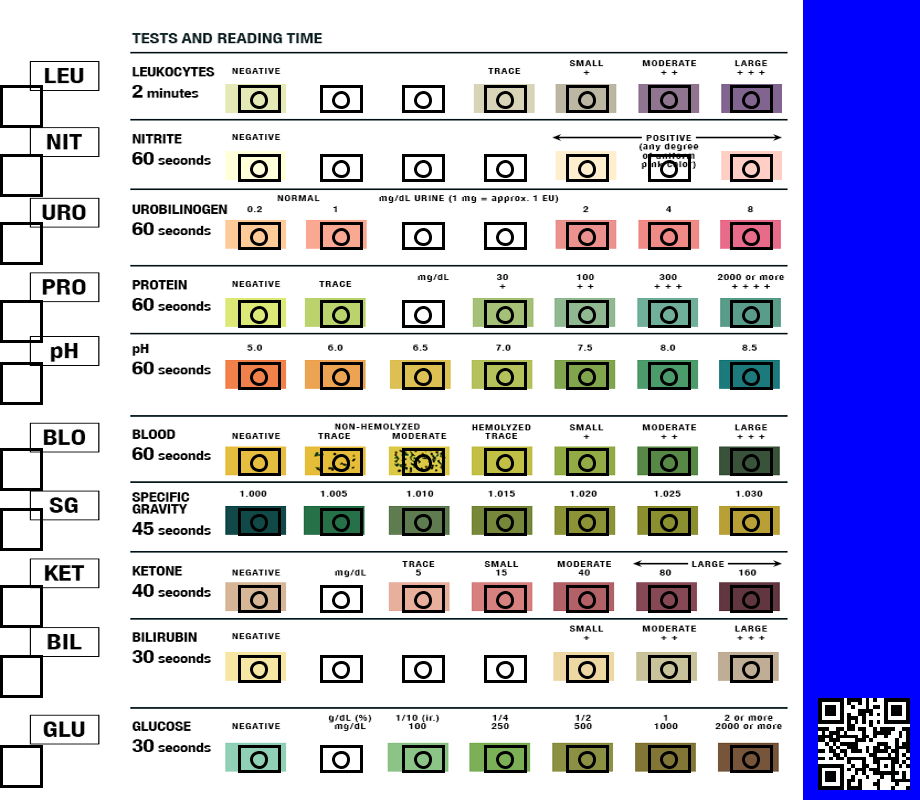 TESTS AND READING TIME
LEU
LEUKOCYTES
2 minutes
NEGATIVE
TRACE
SMALL
+
MODERATE
+ +
LARGE
+ + +
NIT
NITRITE
60 seconds
NEGATIVE
POSITIVE
(any degree
of uniform
pink color)
URO
UROBILINOGEN
60 seconds
NORMAL
mg/dL URINE (1 mg = approx. 1 EU)
0.2
1
2
4
8
PRO
PROTEIN
60 seconds
NEGATIVE
TRACE
mg/dL
30
+
100
+ +
300
+ + +
2000 or more
+ + + +
pH
pH
60 seconds
5.0
6.0
6.5
7.0
7.5
8.0
8.5
BLO
BLOOD
60 seconds
NEGATIVE
NON-HEMOLYZED
TRACE
MODERATE
HEMOLYZED
TRACE
SMALL
+
MODERATE
+ +
LARGE
+ + +
SG
SPECIFIC
GRAVITY
45 seconds
1.000
1.005
1.010
1.015
1.020
1.025
1.030
KET
KETONE
40 seconds
NEGATIVE
mg/dL
TRACE
5
SMALL
15
MODERATE
40
LARGE
80
160
BIL
BILIRUBIN
30 seconds
NEGATIVE
SMALL
+
MODERATE
+ +
LARGE
+ + +
GLU
GLUCOSE
30 seconds
NEGATIVE
g/dL (%)
mg/dL
1/10 (ir.)
100
1/4
250
1/2
500
1
1000
2 or more
2000 or more